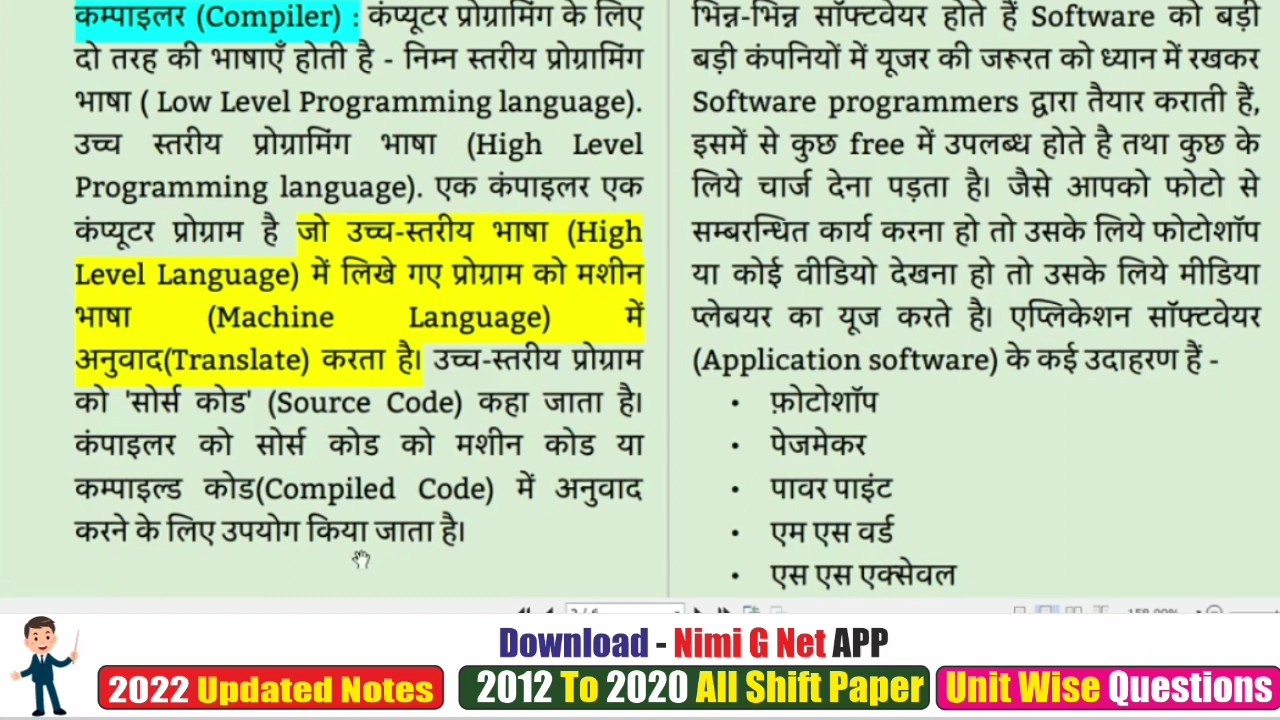 कम्पाइलर (Compiler) : कंप्यूटर प्रोग्रामिंग के लिए
दो तरह की भाषाएँ होती है - निम्न स्तरीय प्रोग्रामिंग
भाषा ( Low Level Programming language).
उच्च स्तरीय प्रोग्रामिंग भाषा (High Level
Programming language). एक कंपाइलर एक
कंप्यूटर प्रोग्राम है जो उच्च-स्तरीय भाषा (High
Level Language) में लिखे गए प्रोग्राम को मशीन
भाषा (Machine Language) में
अनुवाद(Translate) करता है। उच्च-स्तरीय प्रोग्राम
को 'सोर्स कोड' (Source Code) कहा जाता है।
कंपाइलर को सोर्स कोड को मशीन कोड या
कम्पाइल्ड कोड(Compiled Code) में अनुवाद
करने के लिए उपयोग किया जाता है।
भिन्न-भिन्न सॉफ्टवेयर होते हैं Software को बड़ी
बड़ी कंपनियों में यूजर की जरूरत को ध्यान में रखकर
Software programmers द्वारा तैयार कराती हैं,
इसमें से कुछ free में उपलब्ध होते है तथा कुछ के
लिये चार्ज देना पड़ता है। जैसे आपको फोटो से
सम्बरन्धित कार्य करना हो तो उसके लिये फोटोशॉप
या कोई वीडियो देखना हो तो उसके लिये मीडिया
प्लेबयर का यूज करते है। एप्लिकेशन सॉफ्टवेयर
(Application software) के कई उदाहरण हैं -
• फ़ोटोशॉप
• पेजमेकर
• पावर पाइंट
• एम एस वर्ड
• एस एस एक्सेवल
Download - Nimi G Net APP
2022 Updated Notes
2012 To 2020 All Shift Paper
Unit Wise Questions